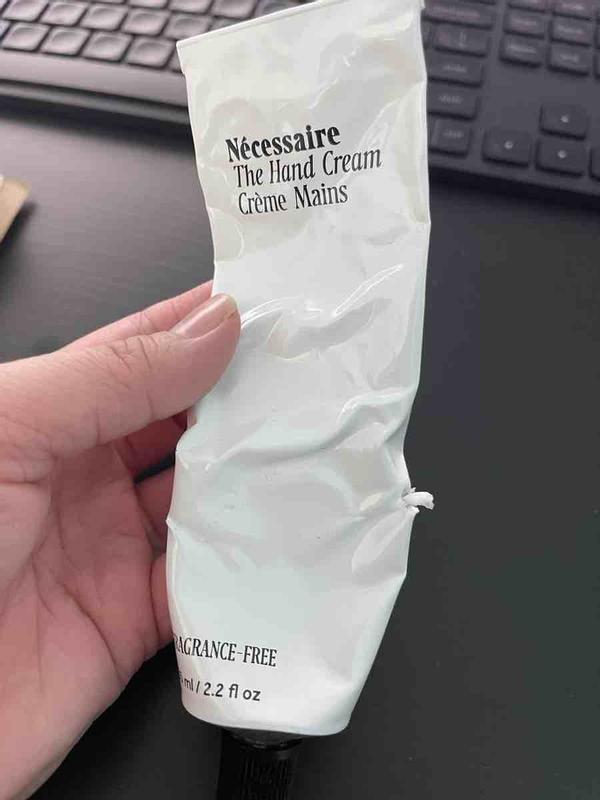 Nécessaire
The Hand Cream
Crème Mains
RAGRANCE-FREE
ml / 2.2 fl oz